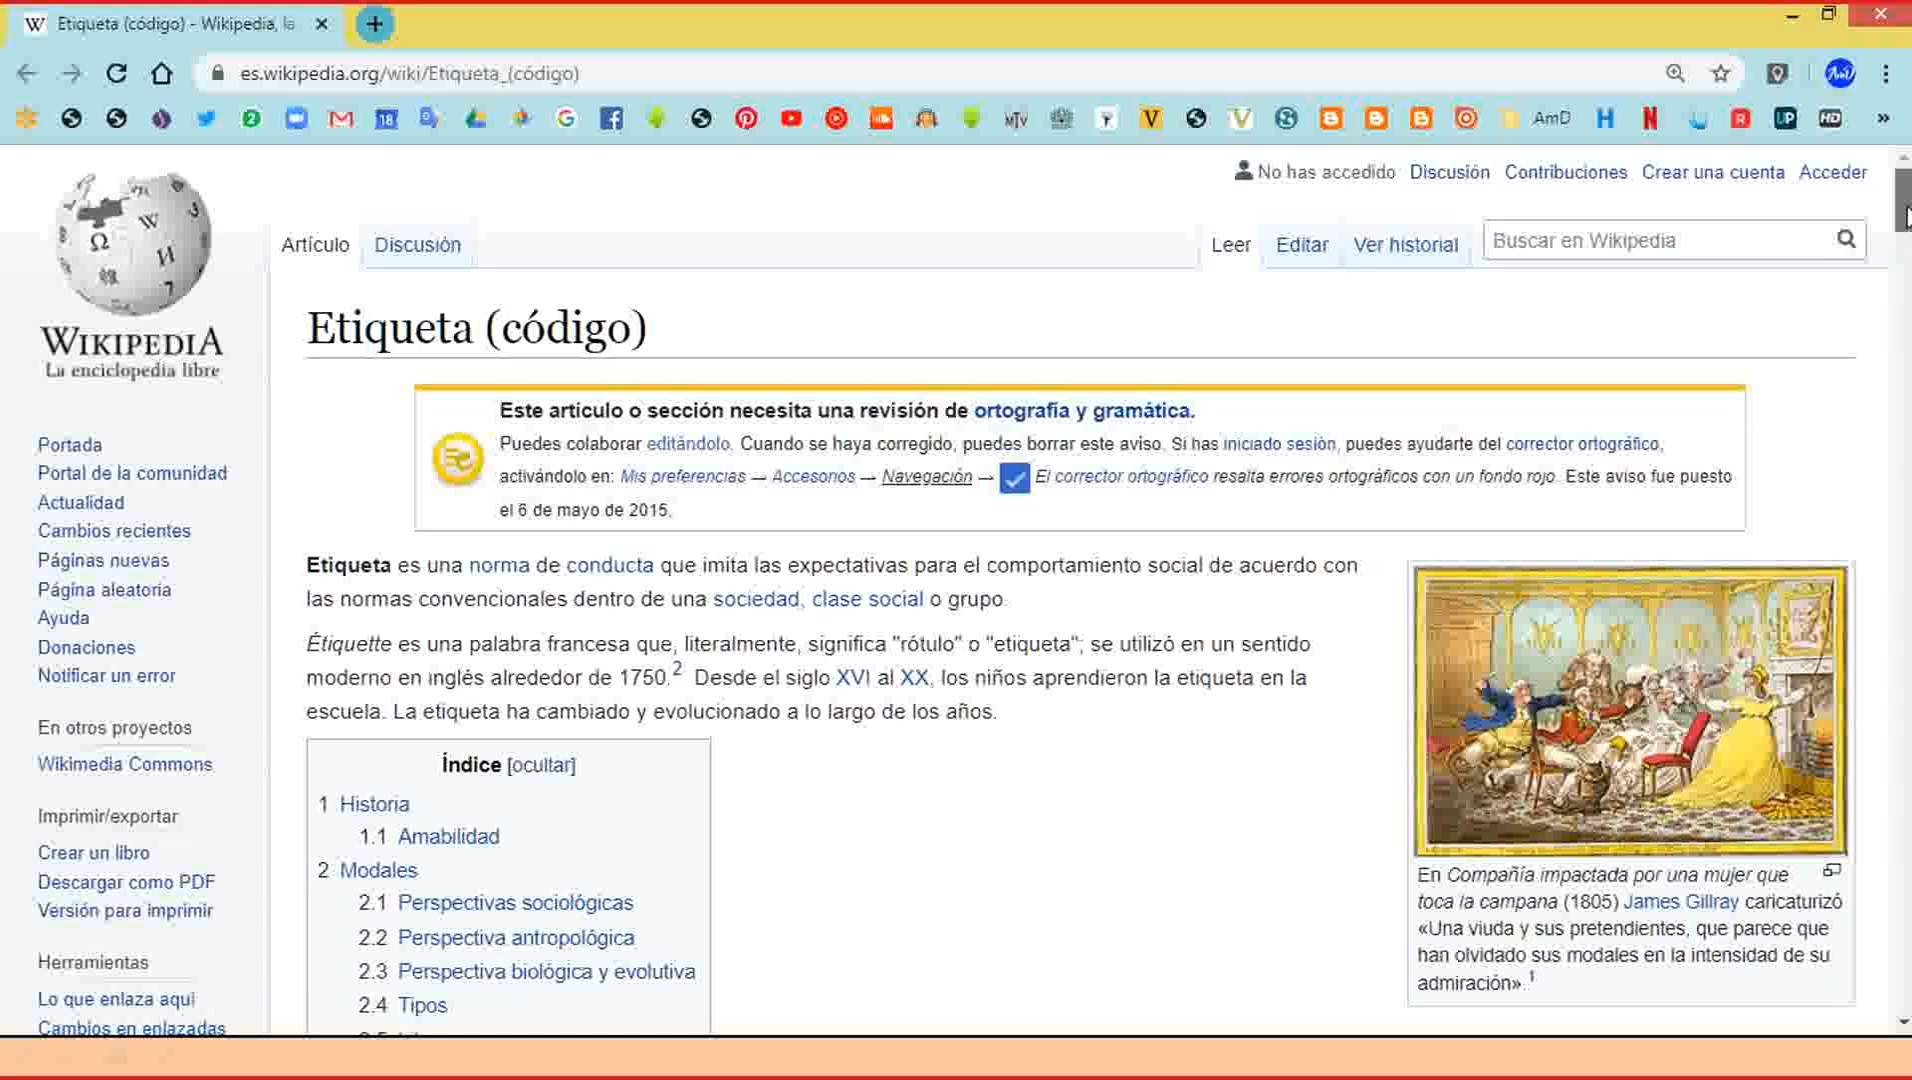 Etiqueta (código) - Wikipedia, la
es.wikipedia.org/wiki/Etiqueta_(código)
AmD
No has accedido Discusión Contribuciones Crear una cuenta Acceder
Artículo Discusión Leer Editar Ver historial Buscar en Wikipedia
WIKIPEDIA
La enciclopedia libre
Etiqueta (código)
Este artículo o sección necesita una revisión de ortografía y gramática.
Puedes colaborar editándolo. Cuando se haya corregido, puedes borrar este aviso. Si has iniciado sesión, puedes ayudarte del corrector ortográfico,
activándolo en: Mis preferencias → Accesorios → Navegación → El corrector ortográfico resalta errores ortográficos con un fondo rojo. Este aviso fue puesto
el 6 de mayo de 2015.
Portada
Portal de la comunidad
Actualidad
Cambios recientes
Páginas nuevas
Página aleatoria
Ayuda
Donaciones
Notificar un error
En otros proyectos
Wikimedia Commons
Imprimir/exportar
Crear un libro
Descargar como PDF
Versión para imprimir
Herramientas
Lo que enlaza aquí
Cambios en enlazadas
Etiqueta es una norma de conducta que imita las expectativas para el comportamiento social de acuerdo con
las normas convencionales dentro de una sociedad, clase social o grupo.
Étiquette es una palabra francesa que, literalmente, significa "rótulo" o "etiqueta"; se utilizó en un sentido
moderno en inglés alrededor de 1750.2 Desde el siglo XVI al XX, los niños aprendieron la etiqueta en la
escuela. La etiqueta ha cambiado y evolucionado a lo largo de los años.
Índice [ocultar]
1 Historia
1.1 Amabilidad
2 Modales
2.1 Perspectivas sociológicas
2.2 Perspectiva antropológica
2.3 Perspectiva biológica y evolutiva
2.4 Tipos
En Compañía impactada por una mujer que
toca la campana (1805) James Gillray caricaturizó
«Una viuda y sus pretendientes, que parece que
han olvidado sus modales en la intensidad de su
admiración».1